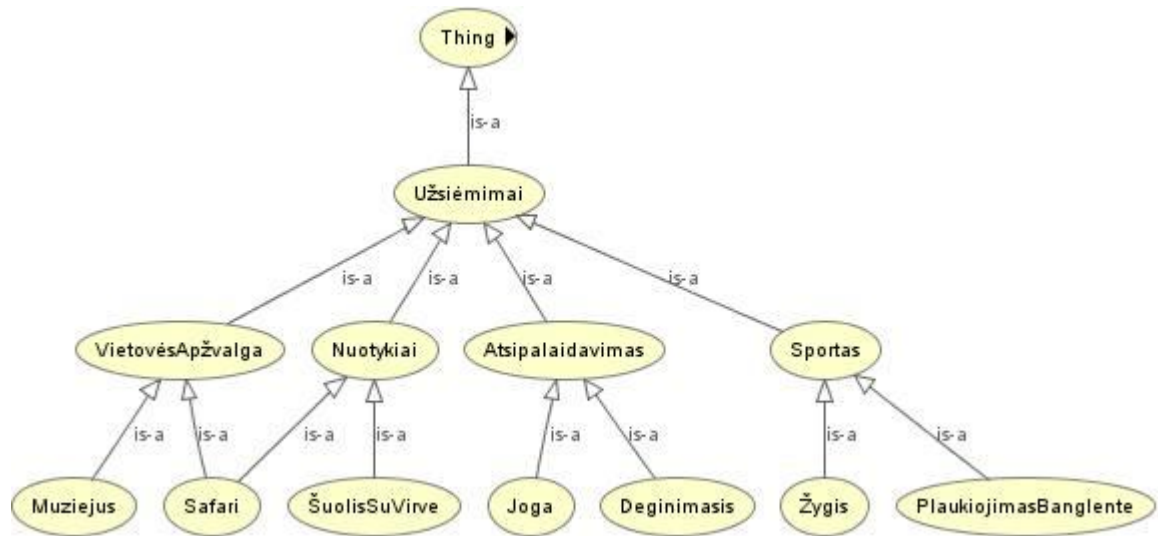 Thing
is-a
Užsiėmimai
is-a
is-a
is-a
is-a
VietovėsApžvalga
Nuotykiai
Atsipalaidavimas
Sportas
is-a
is-a
is-a
is-a
is-a
is-a
is-a
is-a
Muziejus
Safari
ŠuolisSuVirve
Joga
Deginimasis
Žygis
PlaukiojimasBanglente